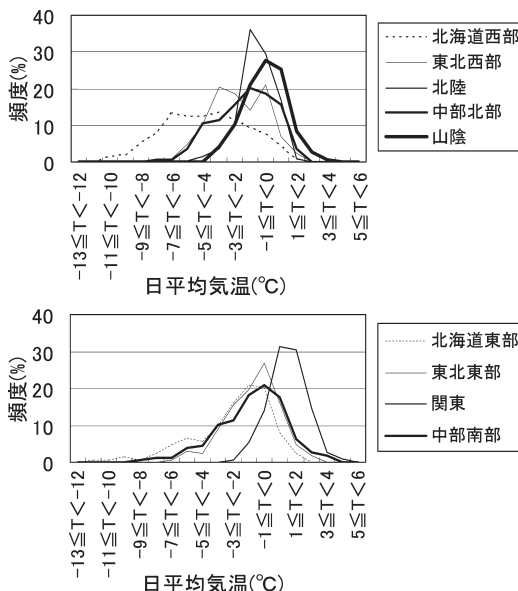 40
30
20
10
0
頻度(%)
-13≦T<-12
-11≦T<-10
-9≦T<-8
-7≦T<-6
-5≦T<-4
-3≦T<-2
-1≦T<0
1≦T<2
3≦T<4
5≦T<6
日平均気温(℃)
北海道西部
東北西部
北陸
中部北部
山陰
40
30
20
10
0
頻度(%)
-13≦T<-12
-11≦T<-10
-9≦T<-8
-7≦T<-6
-5≦T<-4
-3≦T<-2
-1≦T<0
1≦T<2
3≦T<4
5≦T<6
日平均気温(℃)
北海道東部
東北東部
関東
中部南部